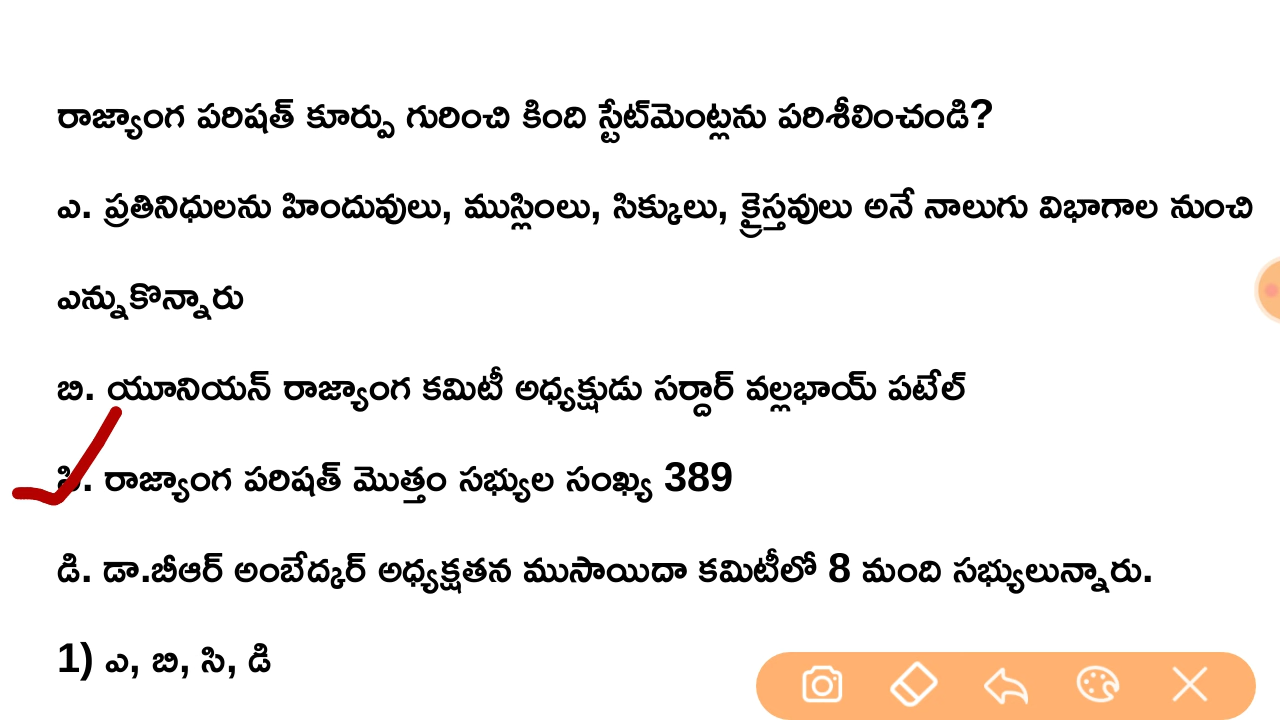 రాజ్యాంగ పరిషత్ కూర్పు గురించి కింది స్టేట్‌మెంట్లను పరిశీలించండి?
ఎ. ప్రతినిధులను హిందువులు, ముస్లింలు, సిక్కులు, క్రైస్తవులు అనే నాలుగు విభాగాల నుంచి
ఎన్నుకొన్నారు
బి. యూనియన్ రాజ్యాంగ కమిటీ అధ్యక్షుడు సర్దార్ వల్లభాయ్ పటేల్
సి. రాజ్యాంగ పరిషత్ మొత్తం సభ్యుల సంఖ్య 389
డి. డా.బీఆర్ అంబేద్కర్ అధ్యక్షతన ముసాయిదా కమిటీలో 8 మంది సభ్యులున్నారు.
1) ఎ, బి, సి, డి